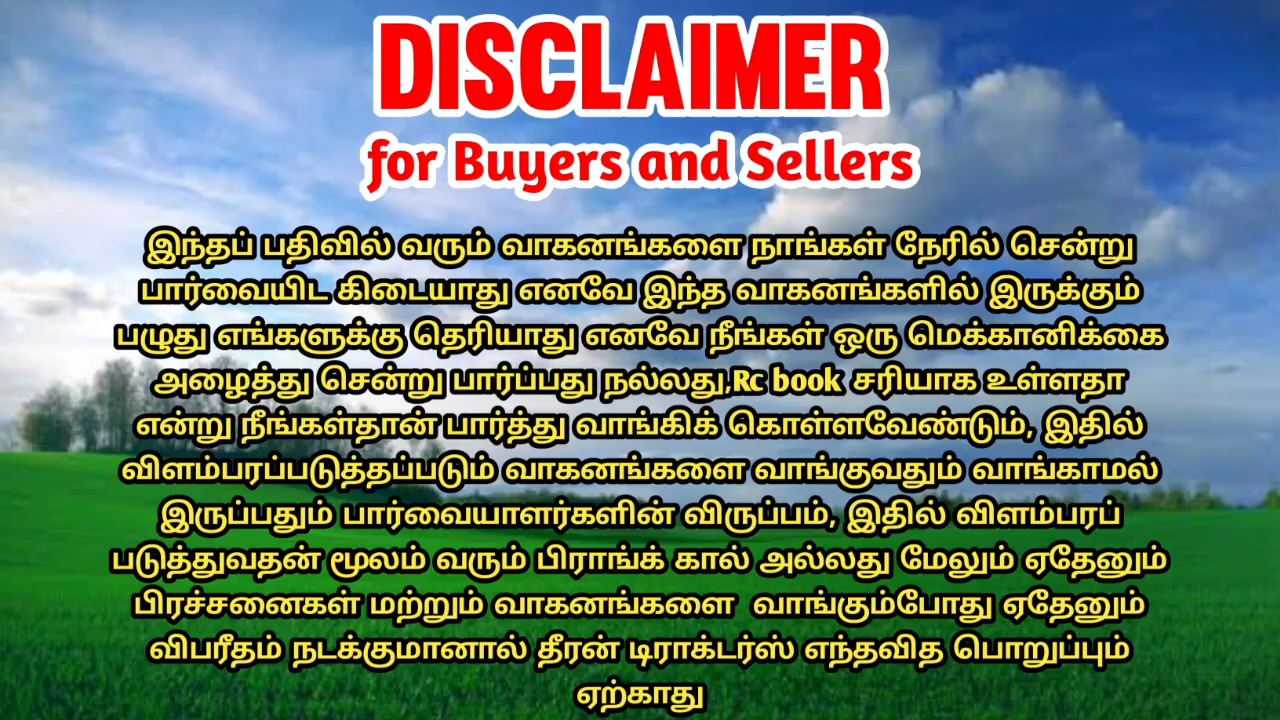 DISCLAIMER
for Buyers and Sellers
இந்தப் பதிவில் வரும் வாகனங்களை நாங்கள் நேரில் சென்று
பார்வையிட கிடையாது எனவே இந்த வாகனங்களில் இருக்கும்
பழுது எங்களுக்கு தெரியாது எனவே நீங்கள் ஒரு மெக்கானிக்கை
அழைத்து சென்று பார்ப்பது நல்லது,Rc book சரியாக உள்ளதா
என்று நீங்கள்தான் பார்த்து வாங்கிக் கொள்ளவேண்டும், இதில்
விளம்பரப்படுத்தப்படும் வாகனங்களை வாங்குவதும் வாங்காமல்
இருப்பதும் பார்வையாளர்களின் விருப்பம், இதில் விளம்பரப்
படுத்துவதன் மூலம் வரும் பிராங்க் கால் அல்லது மேலும் ஏதேனும்
பிரச்சனைகள் மற்றும் வாகனங்களை வாங்கும்போது ஏதேனும்
விபரீதம் நடக்குமானால் தீரன் டிராக்டர்ஸ் எந்தவித பொறுப்பும்
ஏற்காது